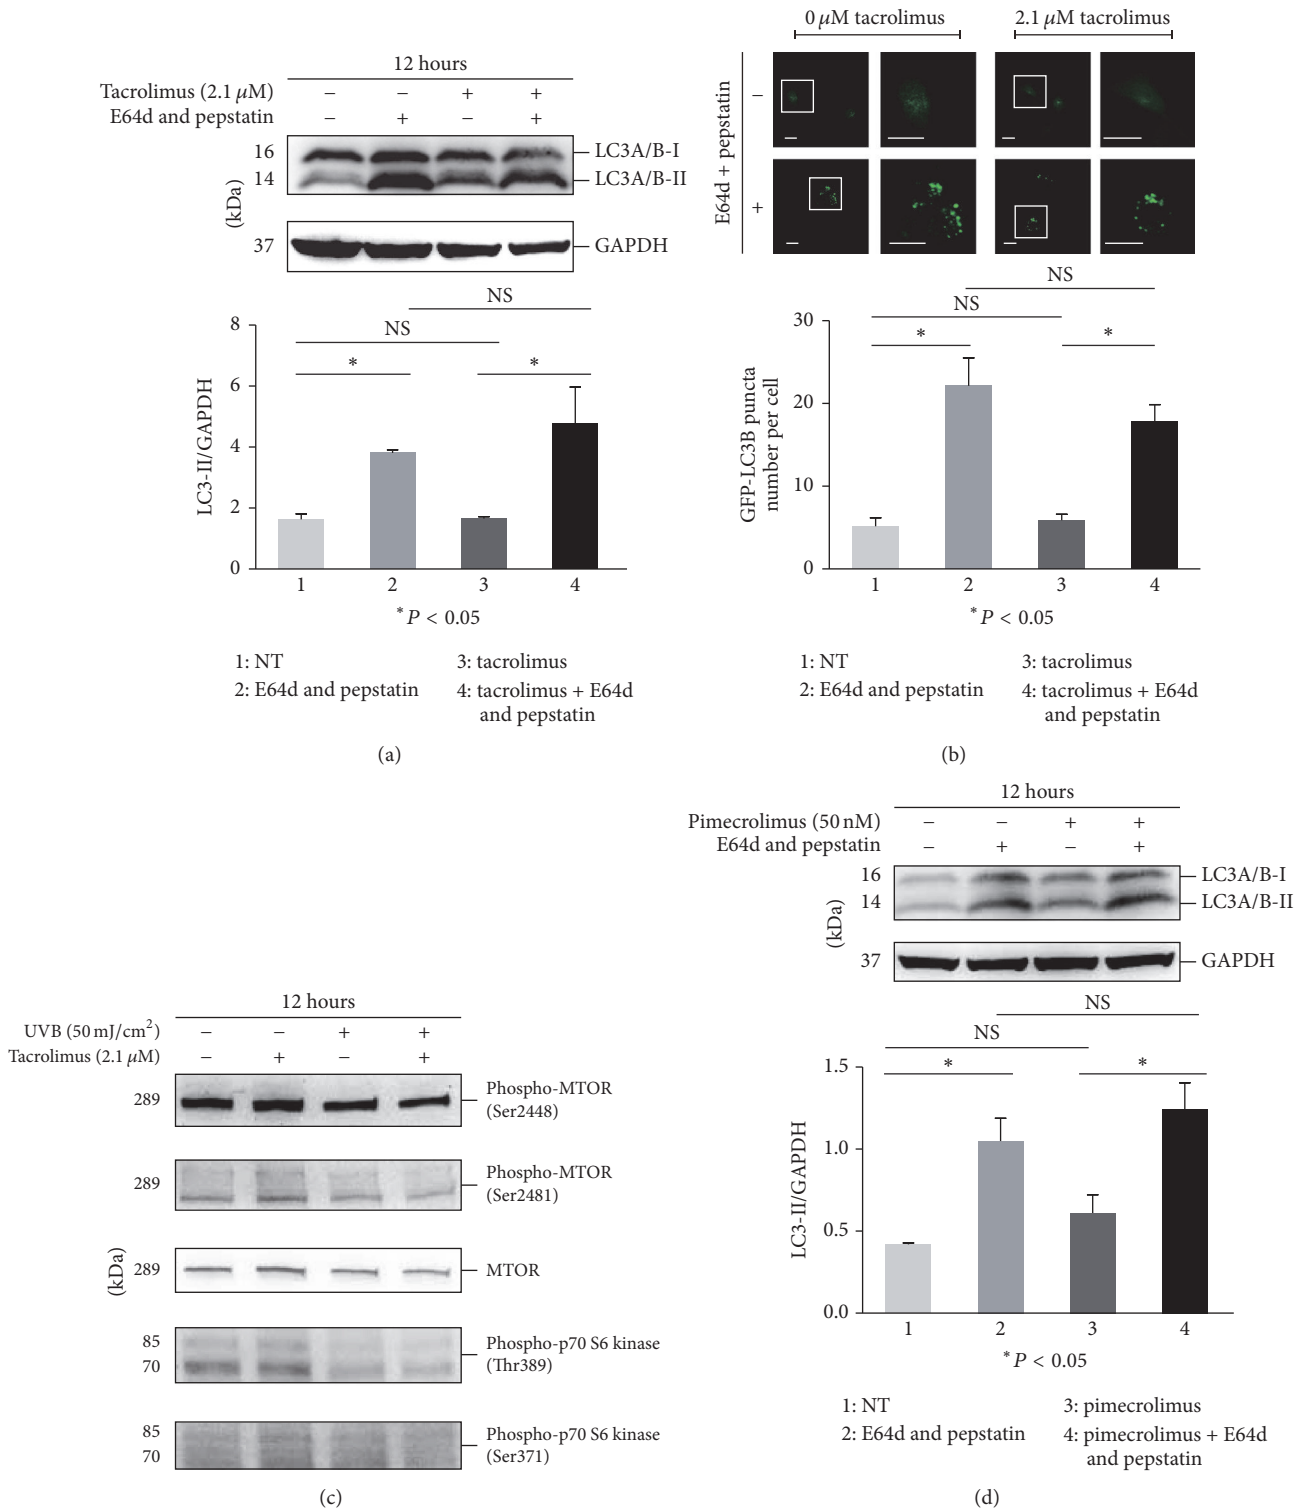 12 hours
Tacrolimus (2.1 μM) − − + +
E64d and pepstatin − + − +
16 LC3A/B-I
14 LC3A/B-II
(kDa)
37 GAPDH
NS
NS
* *
8
6
4
2
0
LC3-II/GAPDH
1 2 3 4
* P < 0.05
1: NT 3: tacrolimus
2: E64d and pepstatin 4: tacrolimus + E64d
and pepstatin
(a)
0 μM tacrolimus 2.1 μM tacrolimus
E64d + pepstatin
−
+
NS
NS
* *
30
20
10
0
GFP-LC3B puncta
number per cell
1 2 3 4
* P < 0.05
1: NT 3: tacrolimus
2: E64d and pepstatin 4: tacrolimus + E64d
and pepstatin
(b)
12 hours
UVB (50 mJ/cm²) − − + +
Tacrolimus (2.1 μM) − + − +
289 Phospho-MTOR
(Ser2448)
289 Phospho-MTOR
(Ser2481)
(kDa)
289 MTOR
85 Phospho-p70 S6 kinase
70 (Thr389)
85 Phospho-p70 S6 kinase
70 (Ser371)
(c)
12 hours
Pimecrolimus (50 nM) − − + +
E64d and pepstatin − + − +
16 LC3A/B-I
14 LC3A/B-II
(kDa)
37 GAPDH
NS
NS
* *
1.5
1.0
0.5
0.0
LC3-II/GAPDH
1 2 3 4
* P < 0.05
1: NT 3: pimecrolimus
2: E64d and pepstatin 4: pimecrolimus + E64d
and pepstatin
(d)